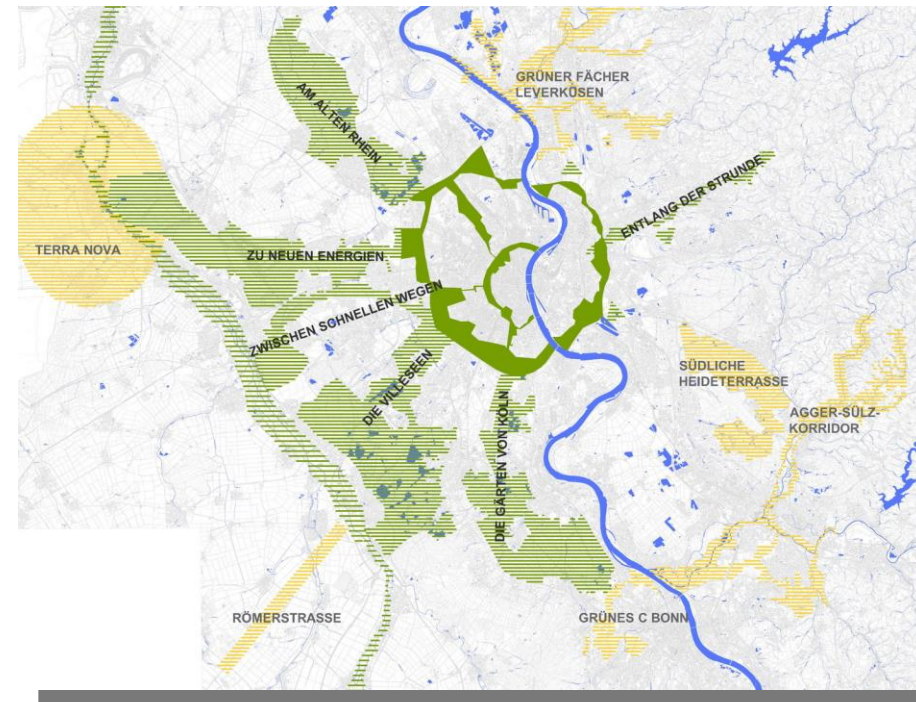 GRÜNER FÄCHER
LEVERKUSEN
AM ALTEN RHEIN
ENTLANG DER STRUNDE
TERRA NOVA
ZU NEUEN ENERGIEN
ZWISCHEN SCHNELLEN WEGEN
DIE VILLESEEN
SÜDLICHE
HEIDETERRASSE
DIE GÄRTEN VON KÖLN
AGGER-SÜLZ-
KORRIDOR
RÖMERSTRASSE
GRÜNES C BONN